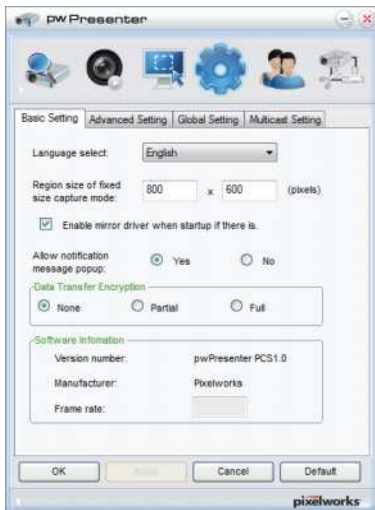 pwPresenter
Basic Setting Advanced Setting Global Setting Multicast Setting
Language select: English
Region size of fixed size capture mode: 800 x 600 (pixels)
Enable mirror driver when startup if there is.
Allow notification message popup: Yes No
Data Transfer Encryption
None Partial Full
Software Infomation
Version number: pwPresenter PCS1.0
Manufacturer: Pixelworks
Frame rate:
OK Cancel Default
pixelworks